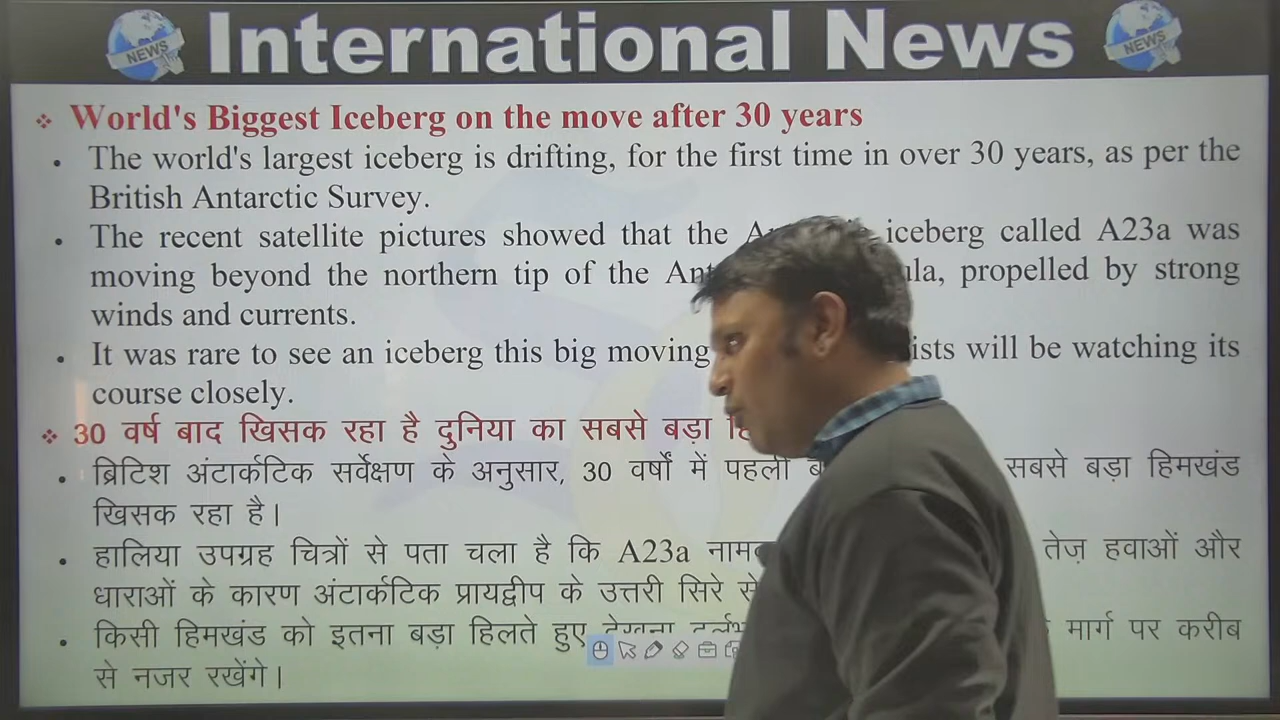 NEWS International News NEWS
❖ World's Biggest Iceberg on the move after 30 years
• The world's largest iceberg is drifting, for the first time in over 30 years, as per the
British Antarctic Survey.
• The recent satellite pictures showed that the iceberg called A23a was
moving beyond the northern tip of the propelled by strong
winds and currents.
• It was rare to see an iceberg this big moving will be watching its
course closely.
❖ 30 वर्ष बाद खिसक रहा है दुनिया का सबसे बड़ा
• ब्रिटिश अंटार्कटिक सर्वेक्षण के अनुसार, 30 वर्षों में पहली सबसे बड़ा हिमखंड
खिसक रहा है।
• हालिया उपग्रह चित्रों से पता चला है कि A23a तेज़ हवाओं और
धाराओं के कारण अंटार्कटिक प्रायद्वीप के उत्तरी सिरे से
• किसी हिमखंड को इतना बड़ा हिलते हुए मार्ग पर करीब
से नजर रखेंगे।